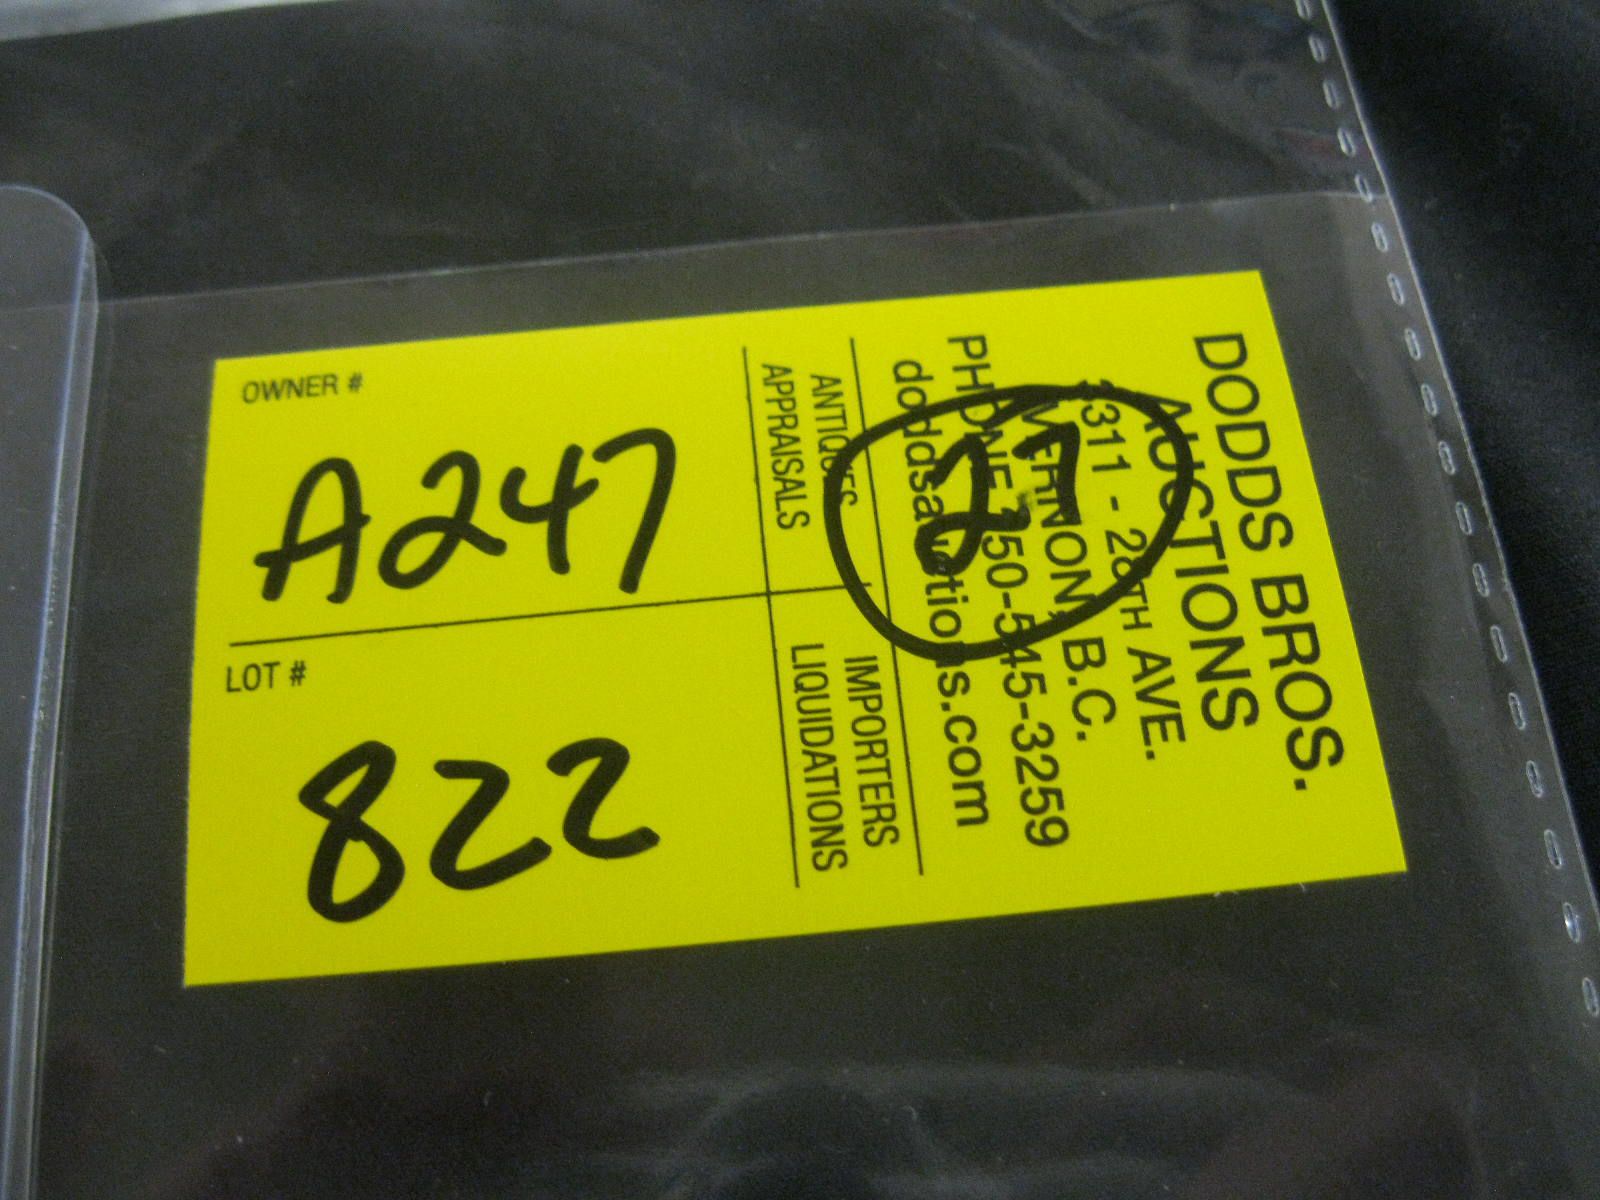 OWNER #
A247
LOT #
822
DODDS BROS.
AUCTIONS
3311 - 28TH AVE.
VERNON, B.C.
PHONE 250-545-3259
doddsauctions.com
ANTIQUES
APPRAISALS
IMPORTERS
LIQUIDATIONS
27